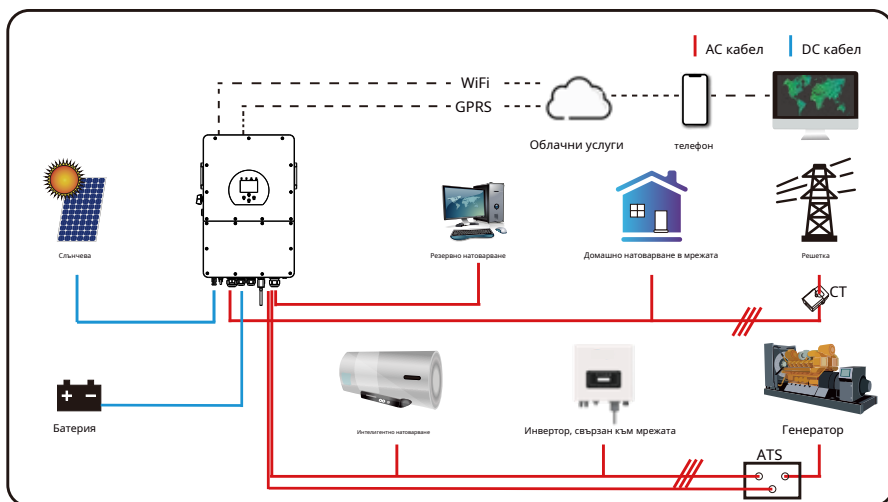 AC кабел
DC кабел
WiFi
GPRS
Облачни услуги
телефон
Слънчева
Резервно натоварване
Домашно натоварване в мрежата
Решетка
CT
Батерия
Интелигентно натоварване
Инвертор, свързан към мрежата
Генератор
ATS